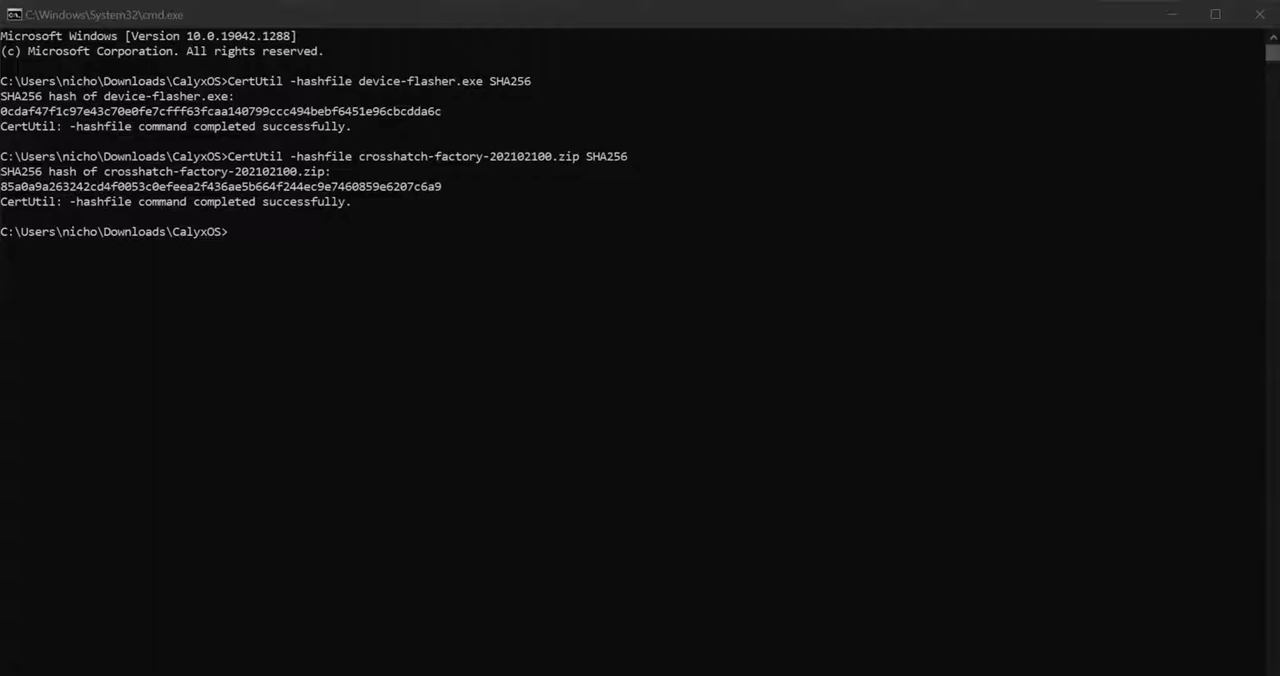 C:\Windows\System32\cmd.exe
Microsoft Windows [Version 10.0.19042.1288]
(c) Microsoft Corporation. All rights reserved.
C:\Users\nicho\Downloads\CalyxOS>CertUtil -hashfile device-flasher.exe SHA256
SHA256 hash of device-flasher.exe:
0cdaf47f1c97e43c70e0fe7cfff63fcaa140799ccc494bebf6451e96cbcdda6c
CertUtil: -hashfile command completed successfully.
C:\Users\nicho\Downloads\CalyxOS>CertUtil -hashfile crosshatch-factory-202102100.zip SHA256
SHA256 hash of crosshatch-factory-202102100.zip:
85a0a9a263242cd4f0053c0efeea2f436ae5b664f244ec9e7460859e6207c6a9
CertUtil: -hashfile command completed successfully.
C:\Users\nicho\Downloads\CalyxOS>